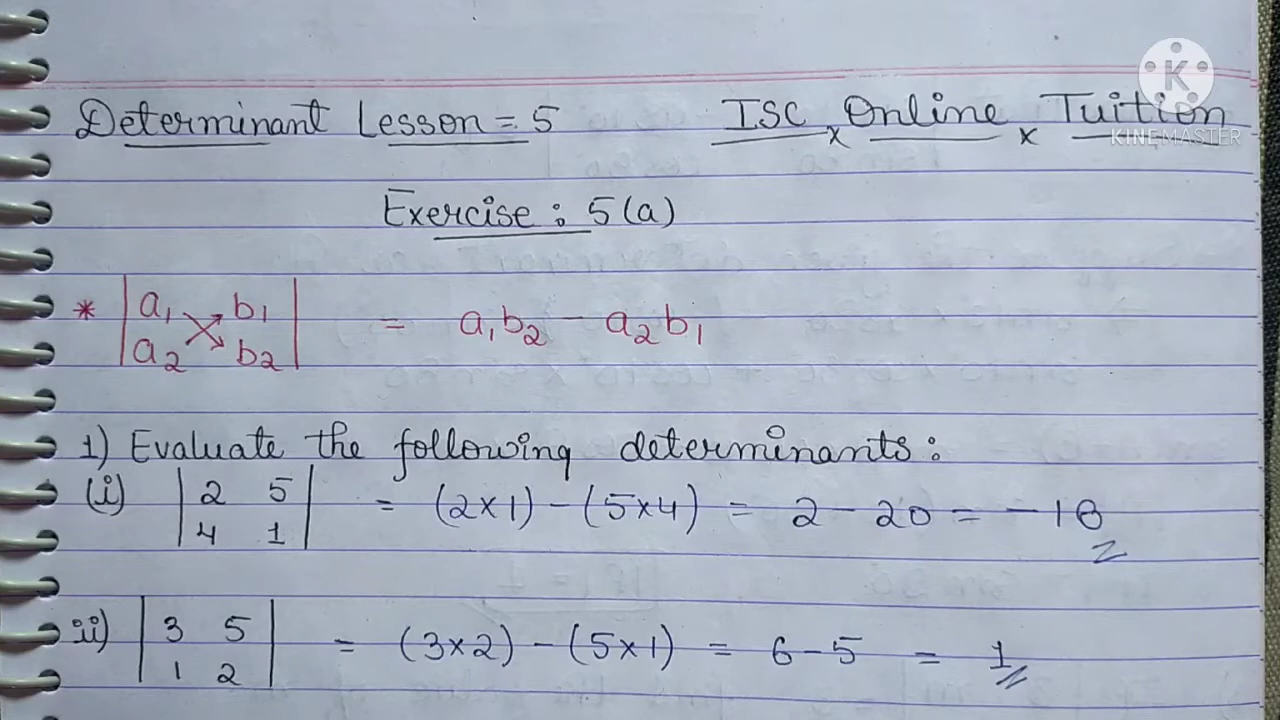 K
KINEMASTER
Determinant Lesson = 5 ISC x Online x Tuition
Exercise : 5(a)
* | a₁ b₁ | = a₁b₂ - a₂b₁
| a₂ b₂ |
1) Evaluate the following determinants :
(i) | 2 5 | = (2×1) - (5×4) = 2 - 20 = -18
| 4 1 |
ii) | 3 5 | = (3×2) - (5×1) = 6 - 5 = 1
| 1 2 |